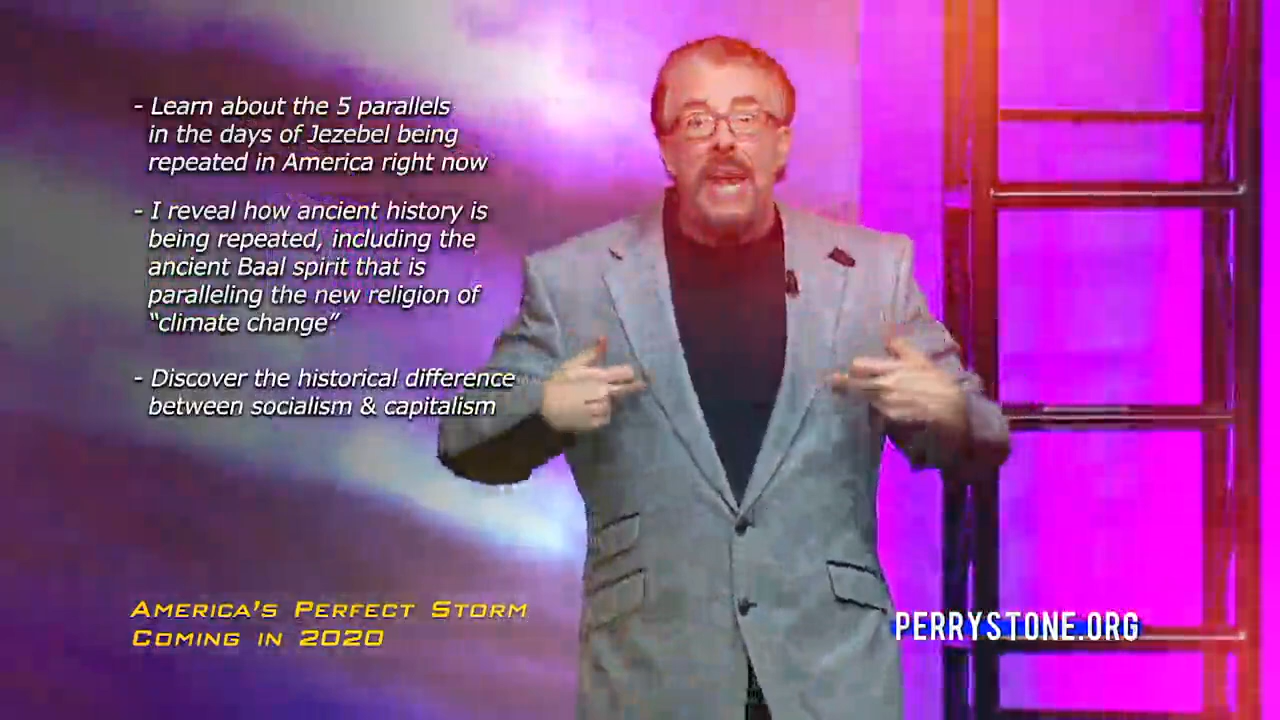 - Learn about the 5 parallels
in the days of Jezebel being
repeated in America right now
- I reveal how ancient history is
being repeated, including the
ancient Baal spirit that is
paralleling the new religion of
“climate change”
- Discover the historical difference
between socialism & capitalism
AMERICA'S PERFECT STORM
COMING IN 2020
PERRYSTONE.ORG